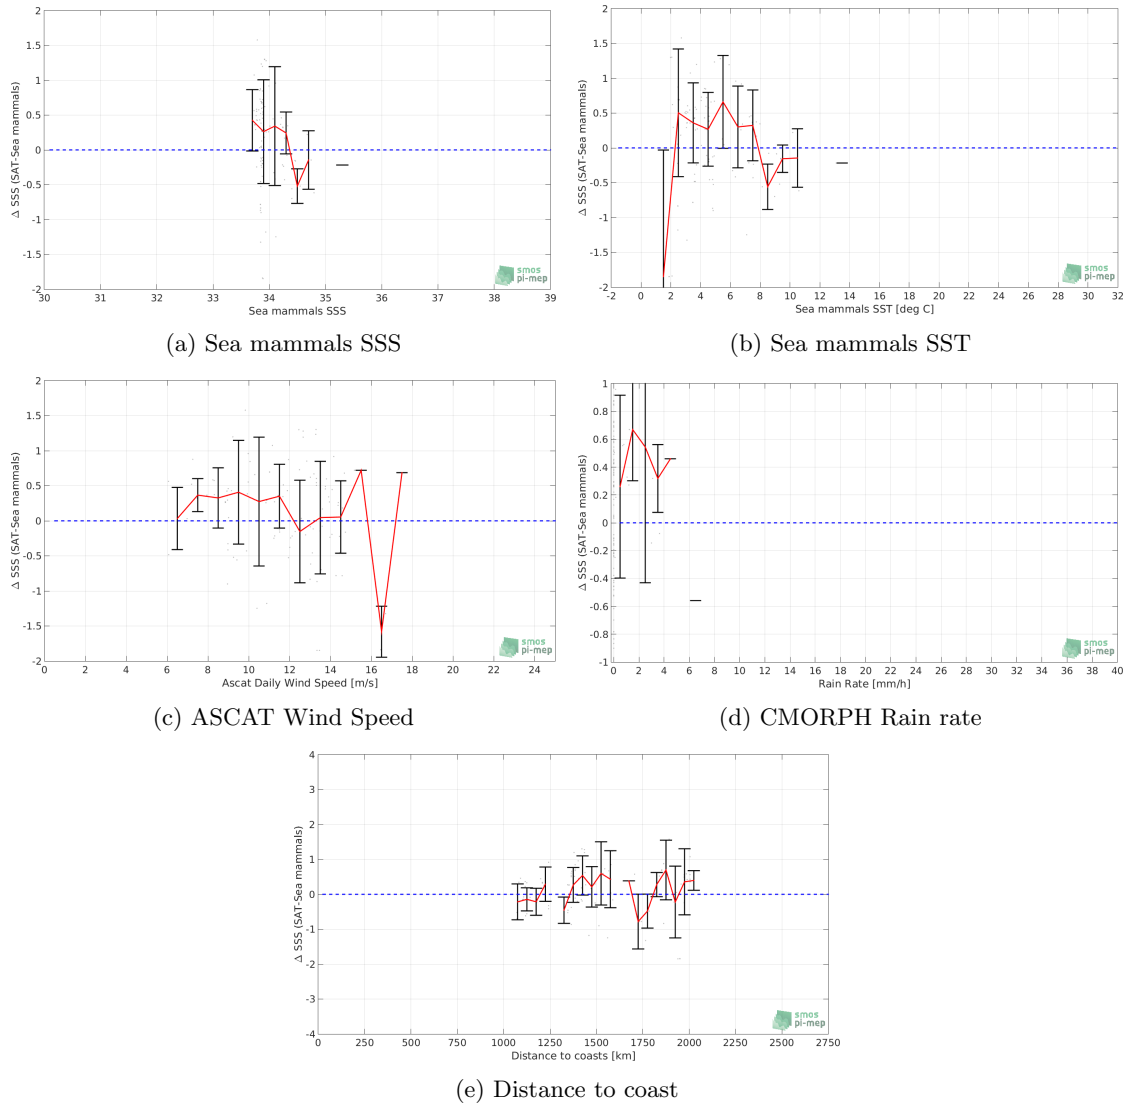 2
1.5
1
0.5
0
-0.5
-1
-1.5
-2
Δ SSS (SAT-Sea mammals)
30 31 32 33 34 35 36 37 38 39
Sea mammals SSS
smos
pi-mep
(a) Sea mammals SSS
2
1.5
1
0.5
0
-0.5
-1
-1.5
-2
Δ SSS (SAT-Sea mammals)
-2 0 2 4 6 8 10 12 14 16 18 20 22 24 26 28 30 32
Sea mammals SST [deg C]
smos
pi-mep
(b) Sea mammals SST
2
1.5
1
0.5
0
-0.5
-1
-1.5
-2
Δ SSS (SAT-Sea mammals)
0 2 4 6 8 10 12 14 16 18 20 22 24
Ascat Daily Wind Speed [m/s]
smos
pi-mep
(c) ASCAT Wind Speed
1
0.8
0.6
0.4
0.2
0
-0.2
-0.4
-0.6
-0.8
-1
Δ SSS (SAT-Sea mammals)
0 2 4 6 8 10 12 14 16 18 20 22 24 26 28 30 32 34 36 38 40
Rain Rate [mm/h]
smos
pi-mep
(d) CMORPH Rain rate
4
3
2
1
0
-1
-2
-3
-4
Δ SSS (SAT-Sea mammals)
0 250 500 750 1000 1250 1500 1750 2000 2250 2500 2750
Distance to coasts [km]
smos
pi-mep
(e) Distance to coast